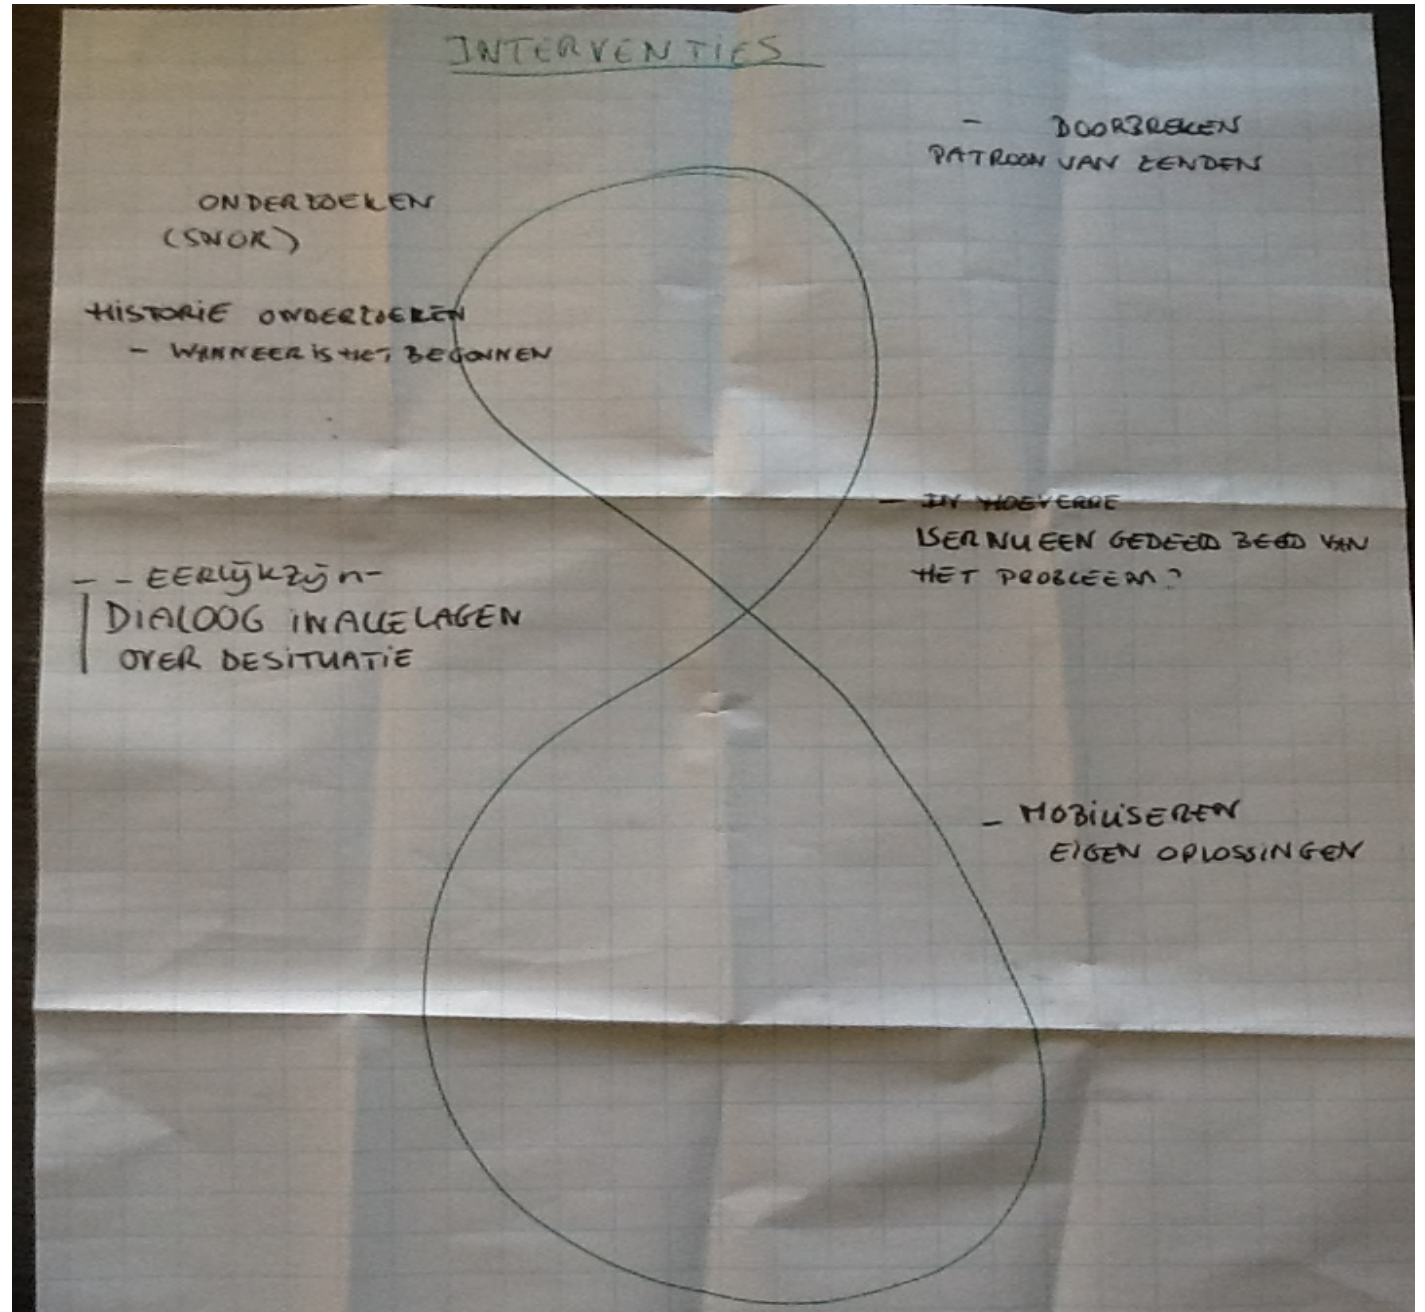 INTERVENTIES
- DOORBREKEN
PATROON VAN ZENDEN
ONDERZOEKEN
(SNOR)
HISTORIE ONDERZOEKEN
- WANNEER IS HET BEGONNEN
- IN HOEVERRE
IS ER NU EEN GEDEELD BEELD VAN
HET PROBLEEM?
- - EERLIJK ZIJN -
DIALOOG IN ALLE LAGEN
OVER DE SITUATIE
- MOBILISEREN
EIGEN OPLOSSINGEN